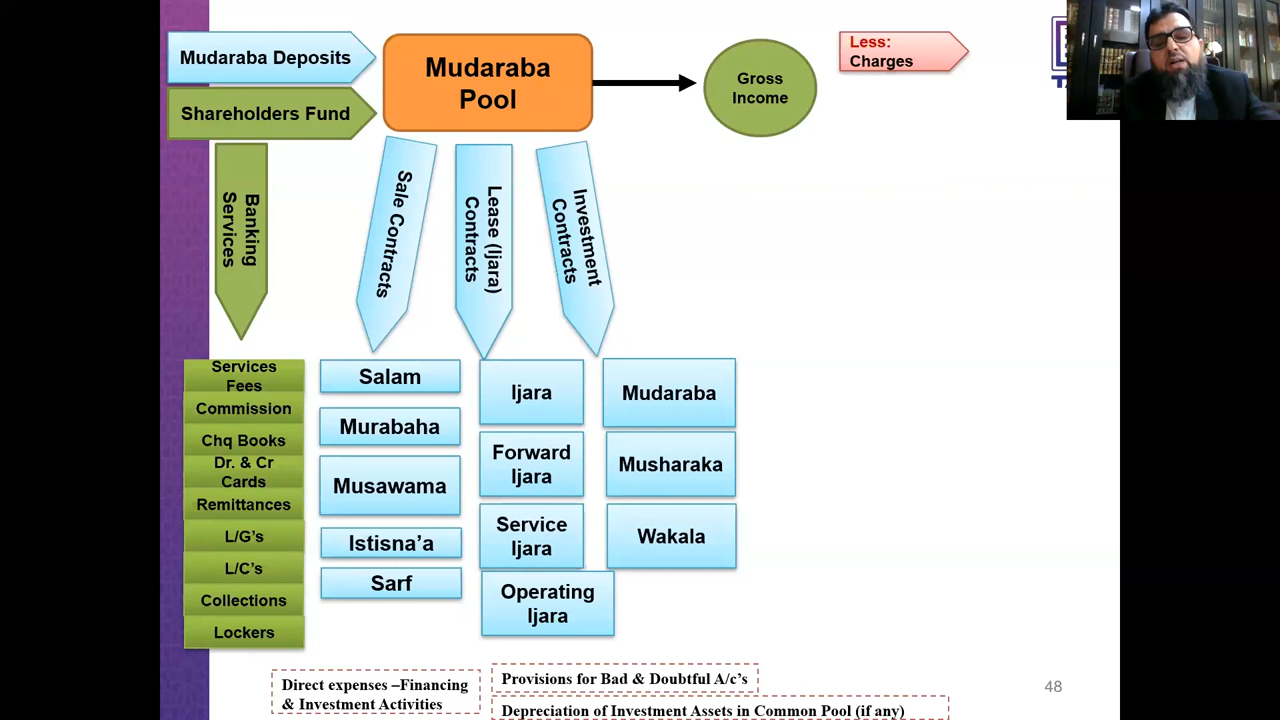 Mudaraba Deposits
Shareholders Fund
Mudaraba
Pool
Gross
Income
Less:
Charges
Banking
Services
Sale Contracts
Lease (Ijara)
Contracts
Investment
Contracts
Services
Fees
Commission
Chq Books
Dr. & Cr
Cards
Remittances
L/G’s
L/C’s
Collections
Lockers
Salam
Murabaha
Musawama
Istisna’a
Sarf
Ijara
Forward
Ijara
Service
Ijara
Operating
Ijara
Mudaraba
Musharaka
Wakala
Direct expenses –Financing
& Investment Activities
Provisions for Bad & Doubtful A/c’s
Depreciation of Investment Assets in Common Pool (if any)
48